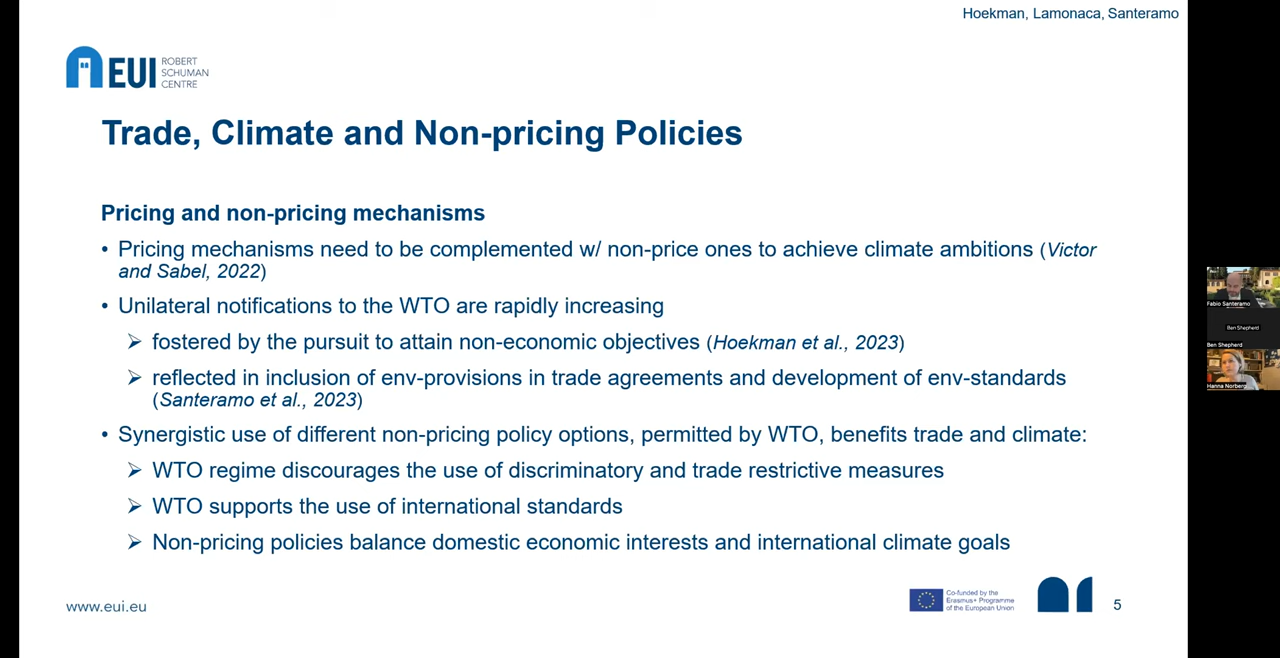 Hoekman, Lamonaca, Santeramo
EUI
ROBERT
SCHUMAN
CENTRE
Trade, Climate and Non-pricing Policies
Pricing and non-pricing mechanisms
• Pricing mechanisms need to be complemented w/ non-price ones to achieve climate ambitions (Victor
and Sabel, 2022)
• Unilateral notifications to the WTO are rapidly increasing
➢ fostered by the pursuit to attain non-economic objectives (Hoekman et al., 2023)
➢ reflected in inclusion of env-provisions in trade agreements and development of env-standards
(Santeramo et al., 2023)
• Synergistic use of different non-pricing policy options, permitted by WTO, benefits trade and climate:
➢ WTO regime discourages the use of discriminatory and trade restrictive measures
➢ WTO supports the use of international standards
➢ Non-pricing policies balance domestic economic interests and international climate goals
www.eui.eu
Co-funded by the
Erasmus+ Programme
of the European Union
5
Fabio Santeramo
Ben Shepherd
Ben Shepherd
Hanna Norberg